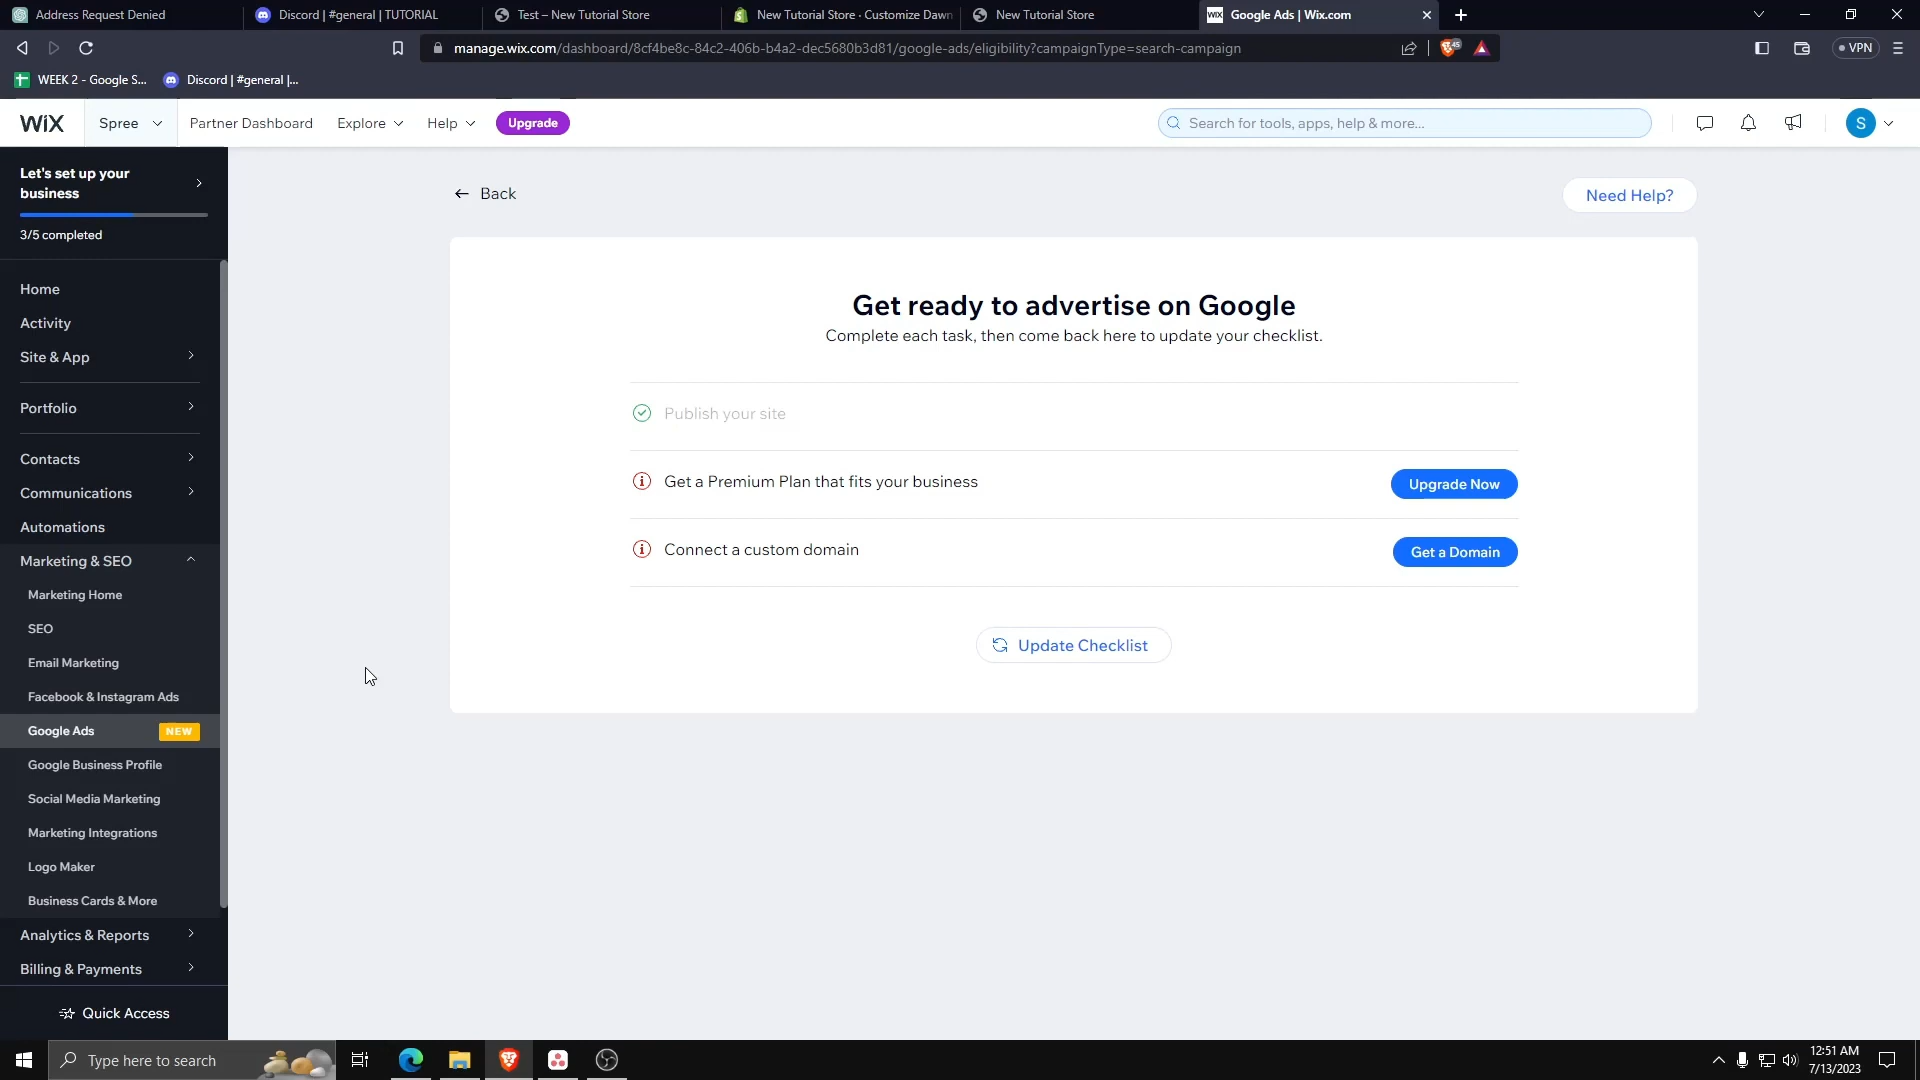 Address Request Denied
Discord | #general | TUTORIAL
Test – New Tutorial Store
New Tutorial Store · Customize Dawn
New Tutorial Store
WIX
Google Ads | Wix.com
manage.wix.com/dashboard/8cf4be8c-84c2-406b-b4a2-dec5680b3d81/google-ads/eligibility?campaignType=search-campaign
45
VPN
WEEK 2 - Google S...
Discord | #general |...
WIX
Spree
Partner Dashboard
Explore
Help
Upgrade
Search for tools, apps, help & more...
S
Let's set up your
business
3/5 completed
Home
Activity
Site & App
Portfolio
Contacts
Communications
Automations
Marketing & SEO
Marketing Home
SEO
Email Marketing
Facebook & Instagram Ads
Google Ads
NEW
Google Business Profile
Social Media Marketing
Marketing Integrations
Logo Maker
Business Cards & More
Analytics & Reports
Billing & Payments
Quick Access
Back
Need Help?
Get ready to advertise on Google
Complete each task, then come back here to update your checklist.
Publish your site
Get a Premium Plan that fits your business
Upgrade Now
Connect a custom domain
Get a Domain
Update Checklist
Type here to search
12:51 AM
7/13/2023